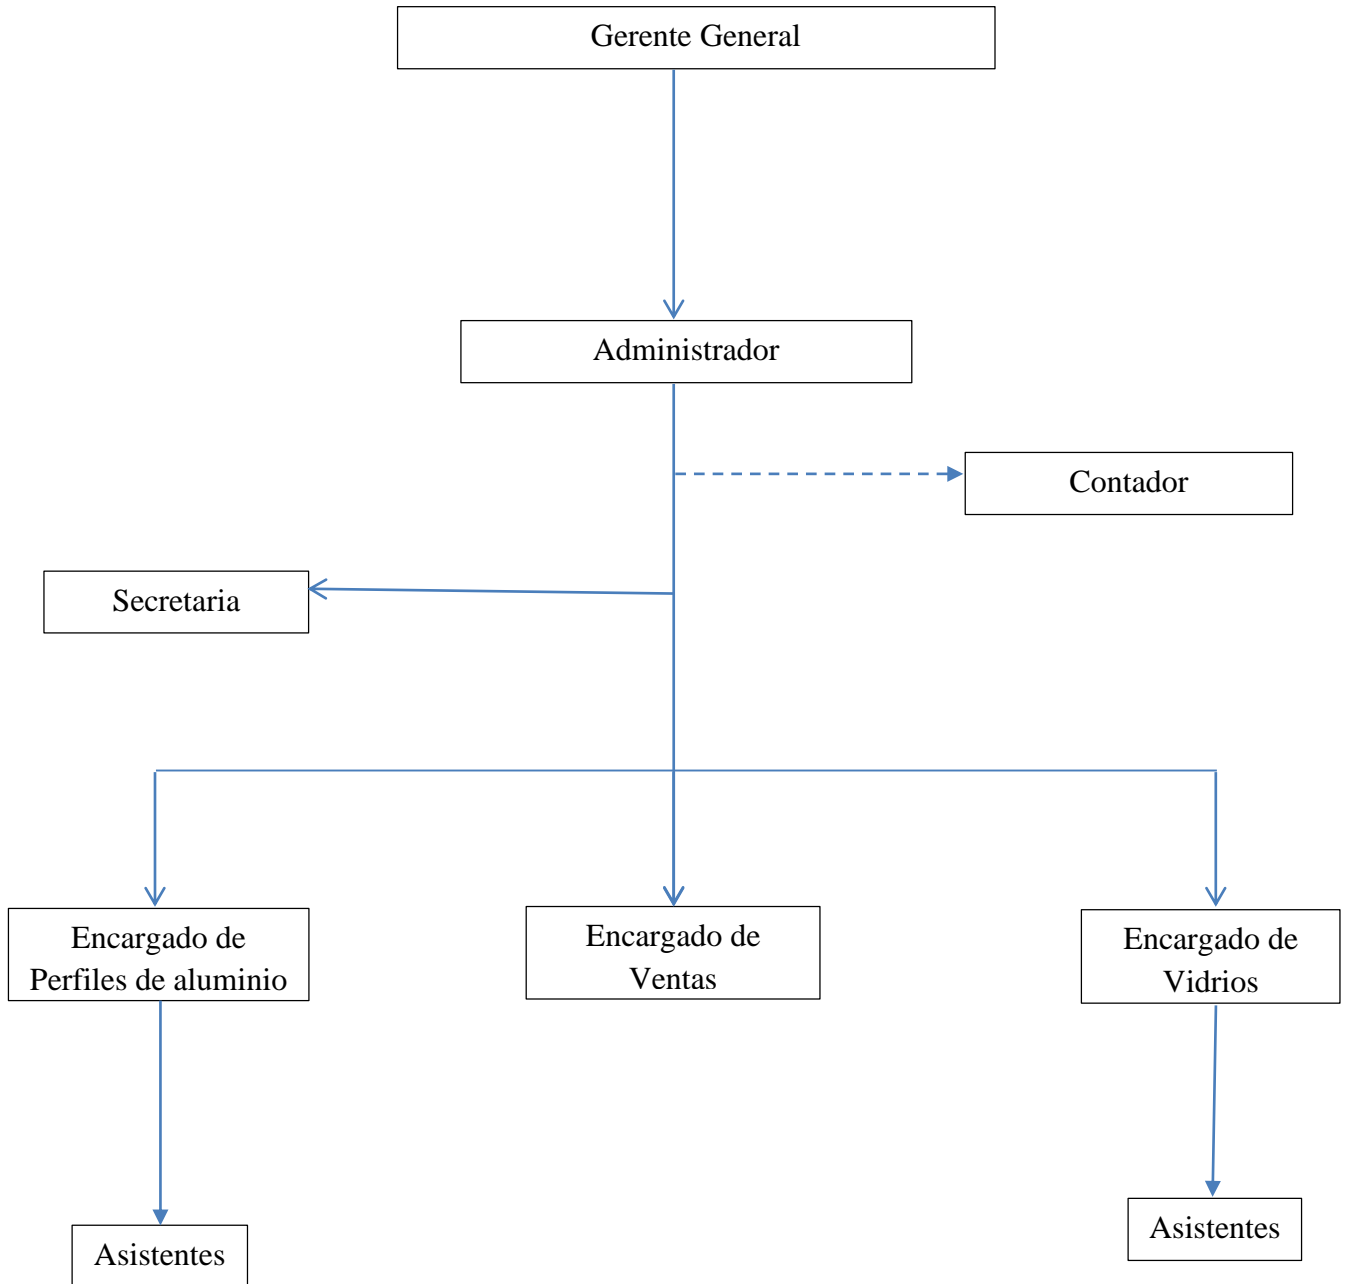 Gerente General
Administrador
Contador
Secretaria
Encargado de
Perfiles de aluminio
Encargado de
Ventas
Encargado de
Vidrios
Asistentes
Asistentes